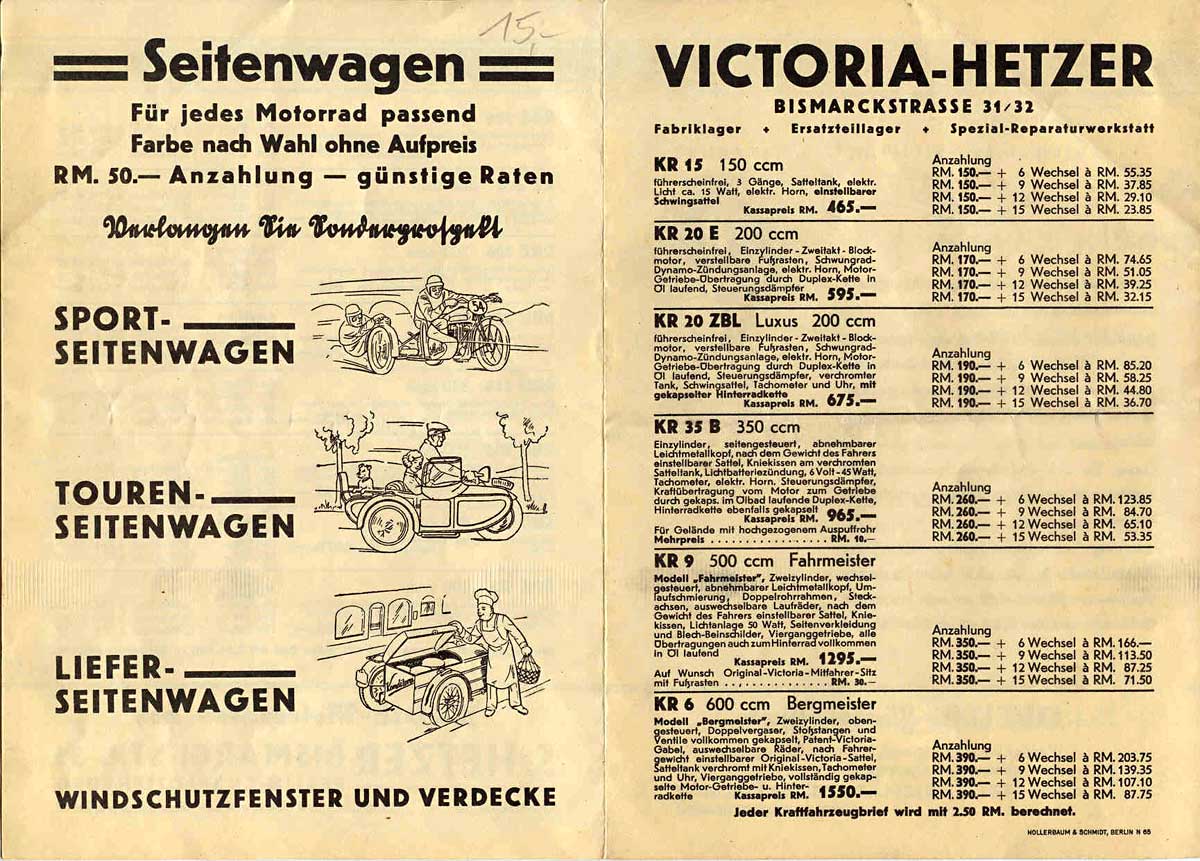 15,-
Seitenwagen
Für jedes Motorrad passend
Farbe nach Wahl ohne Aufpreis
RM. 50.— Anzahlung — günstige Raten
Verlangen Sie Sonderprospekt
SPORT-
SEITENWAGEN
TOUREN-
SEITENWAGEN
LIEFER-
SEITENWAGEN
WINDSCHUTZFENSTER UND VERDECKE
VICTORIA-HETZER
BISMARCKSTRASSE 31/32
Fabriklager + Ersatzteillager + Spezial-Reparaturwerkstatt
KR 15 150 ccm
führerscheinfrei, 3 Gänge, Satteltank, elektr.
Licht ca. 15 Watt, elektr. Horn, einstellbarer
Schwingsattel
Kassapreis RM. 465.—
Anzahlung
RM. 150.— + 6 Wechsel à RM. 55.35
RM. 150.— + 9 Wechsel à RM. 37.85
RM. 150.— + 12 Wechsel à RM. 29.10
RM. 150.— + 15 Wechsel à RM. 23.85
KR 20 E 200 ccm
führerscheinfrei, Einzylinder-Zweitakt-Block-
motor, verstellbare Fußrasten, Schwungrad-
Dynamo-Zündungsanlage, elektr. Horn, Motor-
Getriebe-Übertragung durch Duplex-Kette in
Öl laufend, Steuerungsdämpfer
Kassapreis RM. 595.—
Anzahlung
RM. 170.— + 6 Wechsel à RM. 74.65
RM. 170.— + 9 Wechsel à RM. 51.05
RM. 170.— + 12 Wechsel à RM. 39.25
RM. 170.— + 15 Wechsel à RM. 32.15
KR 20 ZBL Luxus 200 ccm
führerscheinfrei, Einzylinder-Zweitakt-Block-
motor, verstellbare Fußrasten, Schwungrad-
Dynamo-Zündungsanlage, elektr. Horn, Motor-
Getriebe-Übertragung durch Duplex-Kette in
Öl laufend, Steuerungsdämpfer, verchromter
Tank, Schwingsattel, Tachometer und Uhr, mit
gekapselter Hinterradkette
Kassapreis RM. 675.—
Anzahlung
RM. 190.— + 6 Wechsel à RM. 85.20
RM. 190.— + 9 Wechsel à RM. 58.25
RM. 190.— + 12 Wechsel à RM. 44.80
RM. 190.— + 15 Wechsel à RM. 36.70
KR 35 B 350 ccm
Einzylinder, seitengesteuert, abnehmbarer
Leichtmetallkopf, nach dem Gewicht des Fahrers
einstellbarer Sattel, Kniekissen am verchromten
Satteltank, Lichtbatteriezündung, 6 Volt-45 Watt,
Tachometer, elektr. Horn, Steuerungsdämpfer,
Kraftübertragung vom Motor zum Getriebe
durch gekaps. im Ölbad laufende Duplex-Kette,
Hinterradkette ebenfalls gekapselt
Kassapreis RM. 965.—
Für Gelände mit hochgezogenem Auspuffrohr
Mehrpreis . . . . . . . . . . . . . . . . RM. 10.—
Anzahlung
RM. 260.— + 6 Wechsel à RM. 123.85
RM. 260.— + 9 Wechsel à RM. 84.70
RM. 260.— + 12 Wechsel à RM. 65.10
RM. 260.— + 15 Wechsel à RM. 53.35
KR 9 500 ccm Fahrmeister
Modell „Fahrmeister", Zweizylinder, wechsel-
gesteuert, abnehmbarer Leichtmetallkopf, Um-
laufschmierung, Doppelrohrrahmen, Steck-
achsen, auswechselbare Laufräder, nach dem
Gewicht des Fahrers einstellbarer Sattel, Knie-
kissen, Lichtanlage 50 Watt, Seitenverkleidung
und Blech-Beinschilder, Vierganggetriebe, alle
Übertragungen auch zum Hinterrad vollkommen
in Öl laufend
Kassapreis RM. 1295.—
Auf Wunsch Original-Victoria-Mitfahrer-Sitz
mit Fußrasten . . . . . . . . . . . . . RM. 30.—
Anzahlung
RM. 350.— + 6 Wechsel à RM. 166.—
RM. 350.— + 9 Wechsel à RM. 113.50
RM. 350.— + 12 Wechsel à RM. 87.25
RM. 350.— + 15 Wechsel à RM. 71.50
KR 6 600 ccm Bergmeister
Modell „Bergmeister", Zweizylinder, oben-
gesteuert, Doppelvergaser, Stoßstangen und
Ventile vollkommen gekapselt, Patent-Victoria-
Gabel, auswechselbare Räder, nach Fahrer-
gewicht einstellbarer Original-Victoria-Sattel,
Satteltank verchromt mit Kniekissen, Tachometer
und Uhr, Vierganggetriebo, vollständig gekap-
selte Motor-Getriebe- u. Hinter-
radkette
Kassapreis RM. 1550.—
Anzahlung
RM. 390.— + 6 Wechsel à RM. 203.75
RM. 390.— + 9 Wechsel à RM. 139.35
RM. 390.— + 12 Wechsel à RM. 107.10
RM. 390.— + 15 Wechsel à RM. 87.75
Jeder Kraftfahrzeugbrief wird mit 2.50 RM. berechnet.
HOLLERBAUM & SCHMIDT, BERLIN N 65